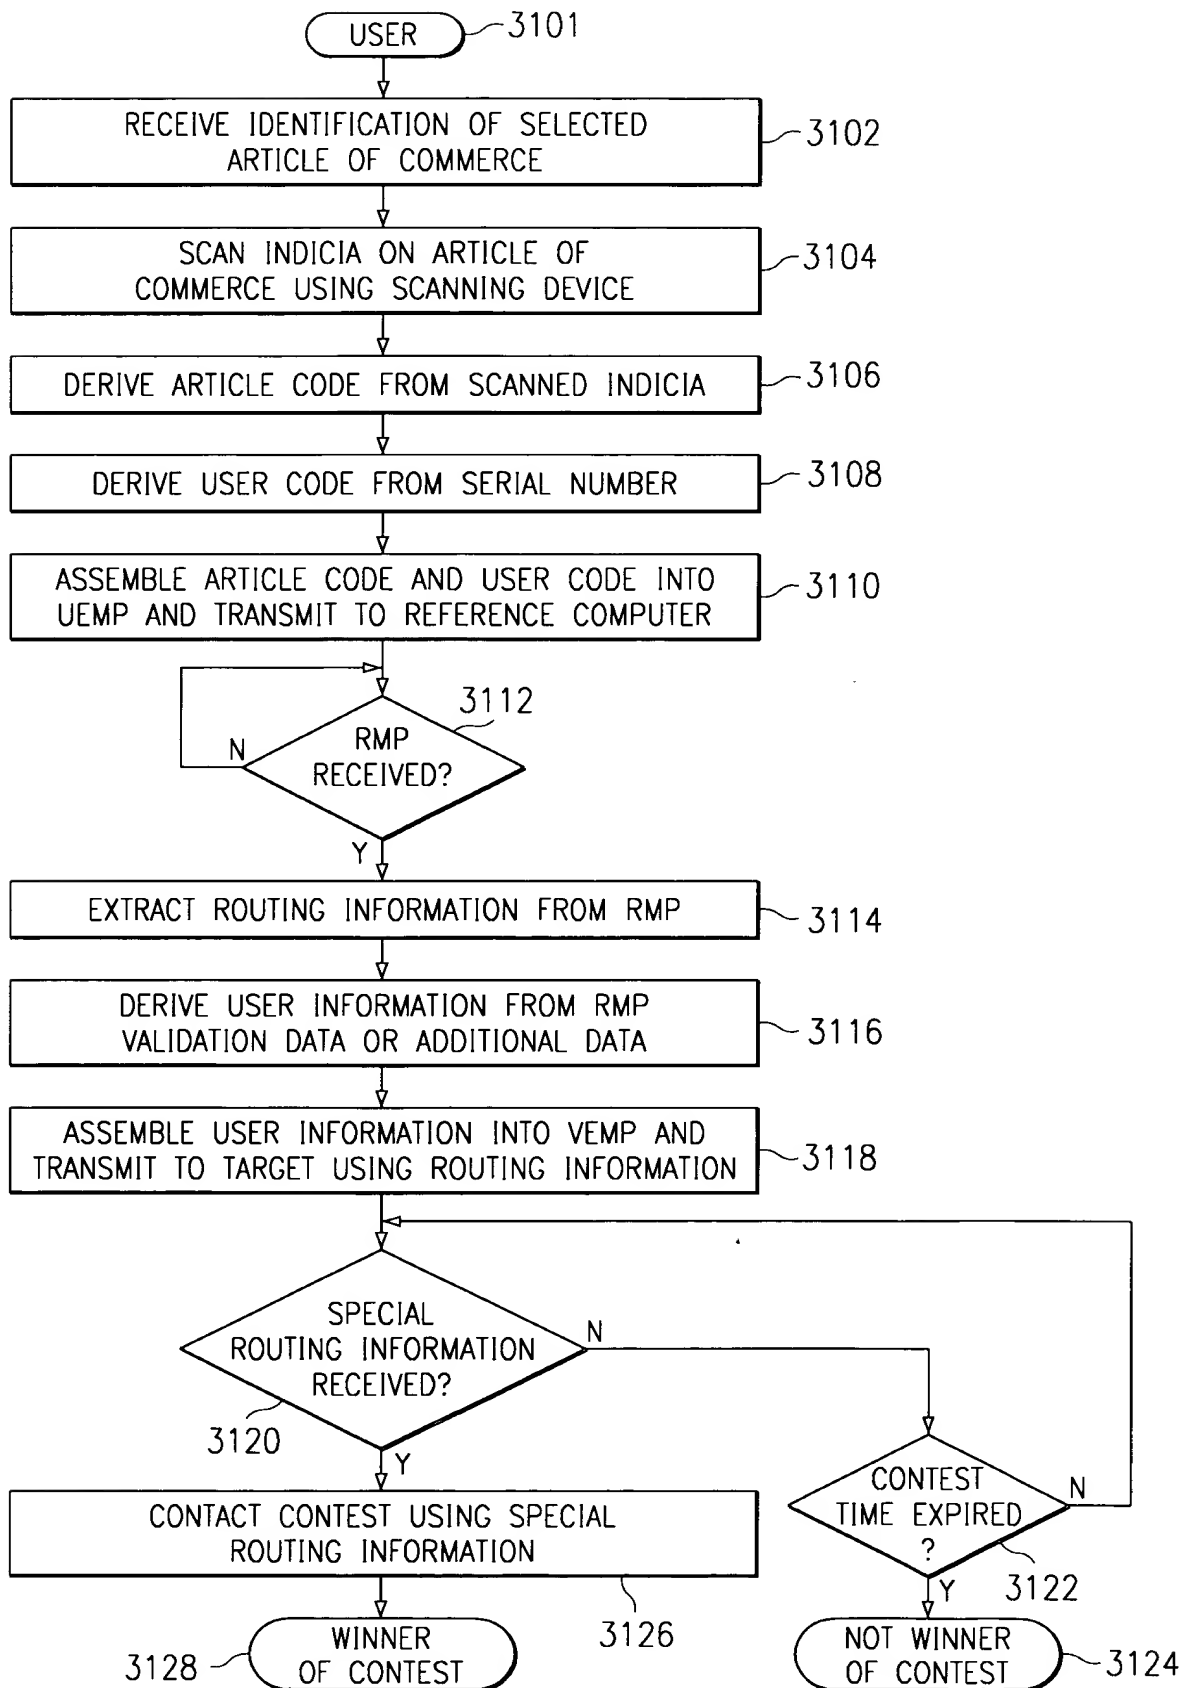 USER
3101
RECEIVE IDENTIFICATION OF SELECTED
ARTICLE OF COMMERCE
3102
SCAN INDICIA ON ARTICLE OF
COMMERCE USING SCANNING DEVICE
3104
DERIVE ARTICLE CODE FROM SCANNED INDICIA
3106
DERIVE USER CODE FROM SERIAL NUMBER
3108
ASSEMBLE ARTICLE CODE AND USER CODE INTO
UEMP AND TRANSMIT TO REFERENCE COMPUTER
3110
3112
RMP
RECEIVED?
N
Y
EXTRACT ROUTING INFORMATION FROM RMP
3114
DERIVE USER INFORMATION FROM RMP
VALIDATION DATA OR ADDITIONAL DATA
3116
ASSEMBLE USER INFORMATION INTO VEMP AND
TRANSMIT TO TARGET USING ROUTING INFORMATION
3118
SPECIAL
ROUTING INFORMATION
RECEIVED?
N
3120
Y
CONTEST
TIME EXPIRED
?
N
3122
Y
CONTACT CONTEST USING SPECIAL
ROUTING INFORMATION
3126
WINNER
OF CONTEST
3128
NOT WINNER
OF CONTEST
3124